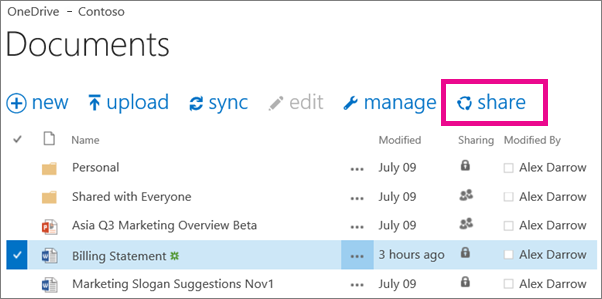 OneDrive - Contoso
Documents
new upload sync edit manage share
Name Modified Sharing Modified By
Personal ... July 09 Alex Darrow
Shared with Everyone ... July 09 Alex Darrow
Asia Q3 Marketing Overview Beta ... July 09 Alex Darrow
Billing Statement ... 3 hours ago Alex Darrow
Marketing Slogan Suggestions Nov1 ... July 09 Alex Darrow